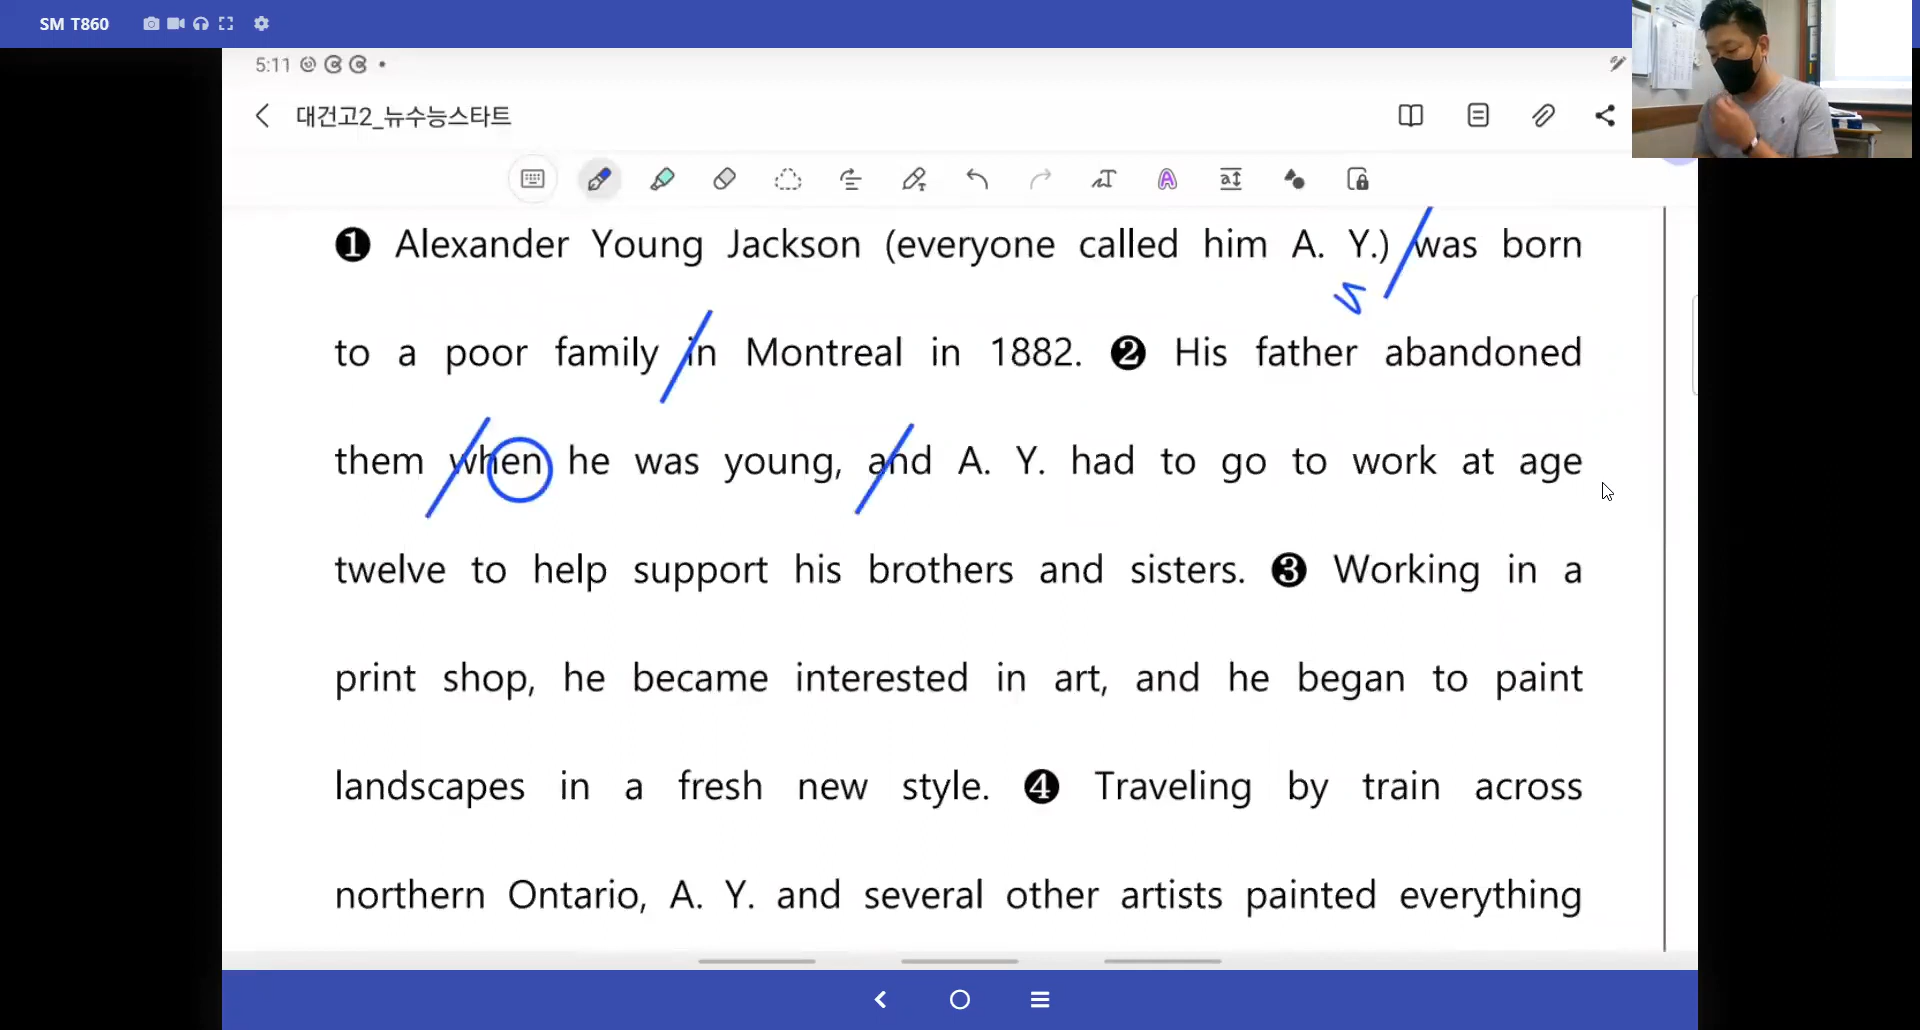 SM T860
5:11
대건고2_뉴수능스타트
❶ Alexander Young Jackson (everyone called him A. Y.) was born
to a poor family in Montreal in 1882. ❷ His father abandoned
them when he was young, and A. Y. had to go to work at age
twelve to help support his brothers and sisters. ❸ Working in a
print shop, he became interested in art, and he began to paint
landscapes in a fresh new style. ❹ Traveling by train across
northern Ontario, A. Y. and several other artists painted everything